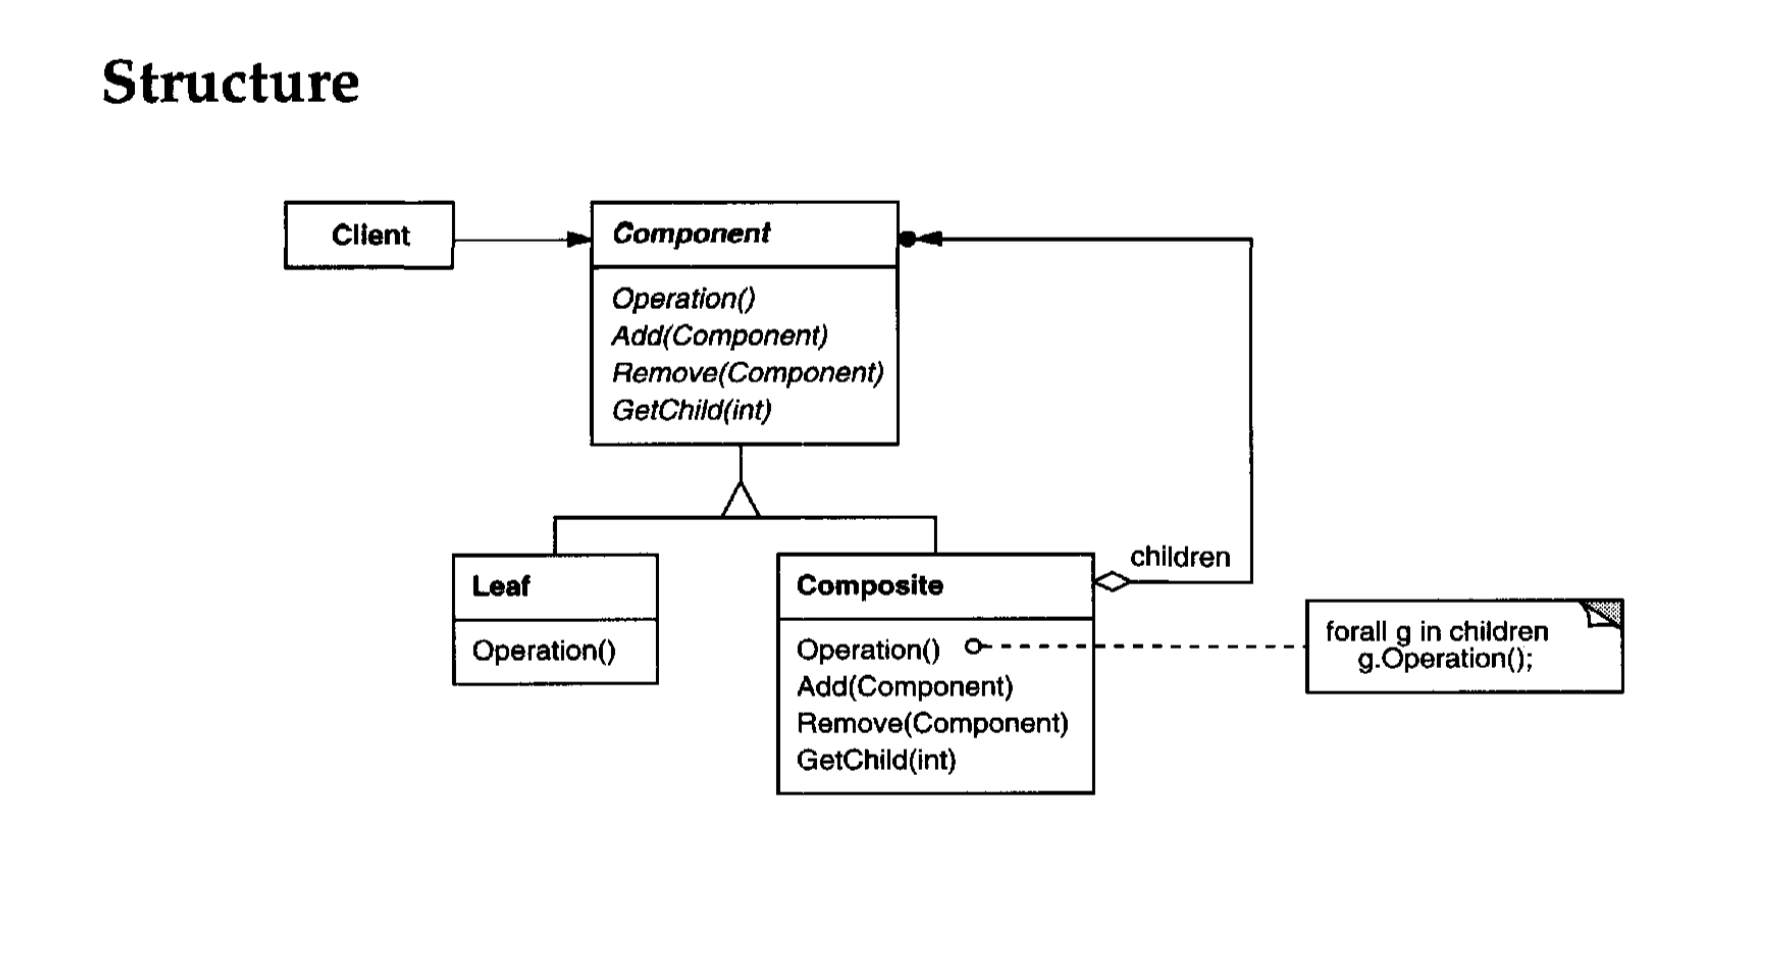 Structure
Client
Component
Operation()
Add(Component)
Remove(Component)
GetChild(int)
Leaf
Operation()
Composite
Operation()
Add(Component)
Remove(Component)
GetChild(int)
children
forall g in children
g.Operation();